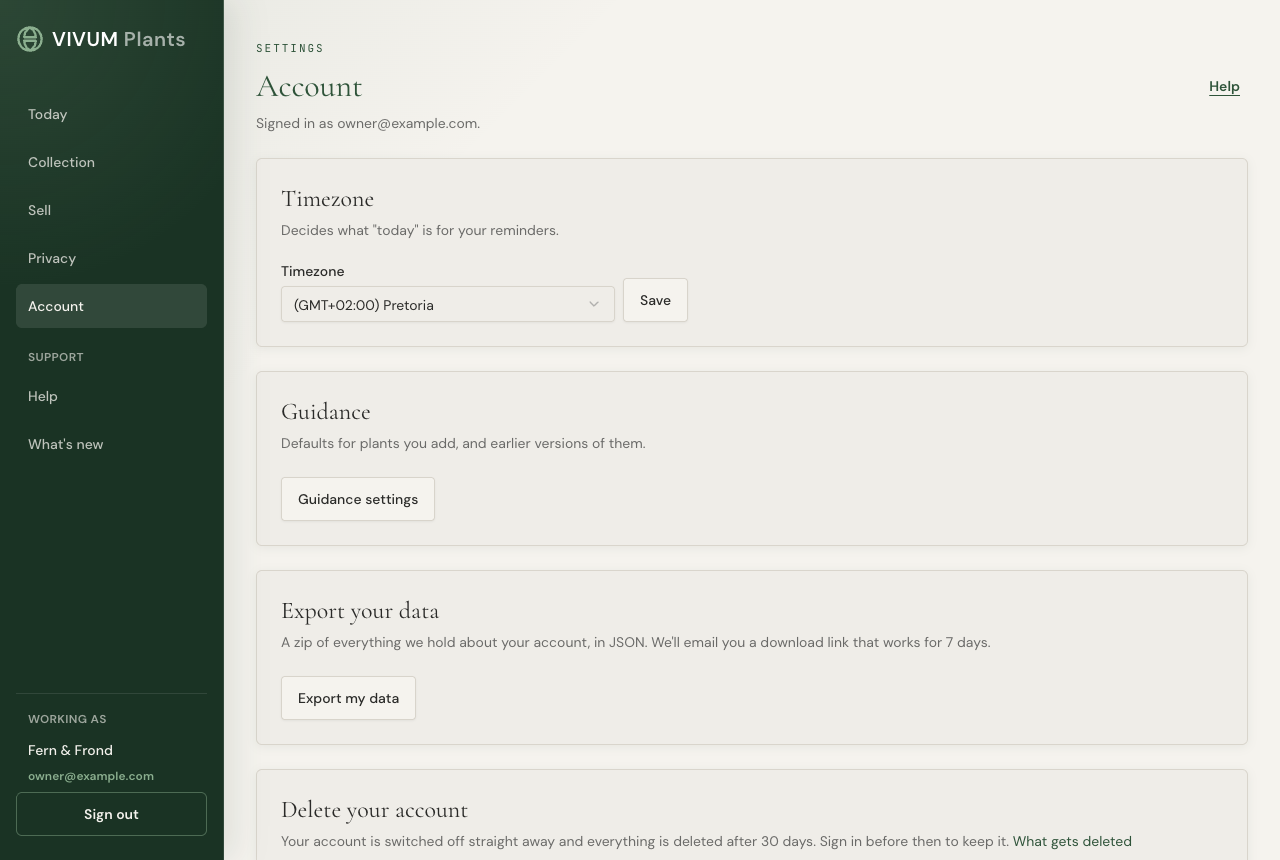 VIVUM Plants
Today
Collection
Sell
Privacy
Account
SUPPORT
Help
What's new
WORKING AS
Fern & Frond
owner@example.com
Sign out
SETTINGS
Account
Help
Signed in as owner@example.com.
Timezone
Decides what "today" is for your reminders.
Timezone
(GMT+02:00) Pretoria
Save
Guidance
Defaults for plants you add, and earlier versions of them.
Guidance settings
Export your data
A zip of everything we hold about your account, in JSON. We'll email you a download link that works for 7 days.
Export my data
Delete your account
Your account is switched off straight away and everything is deleted after 30 days. Sign in before then to keep it. What gets deleted